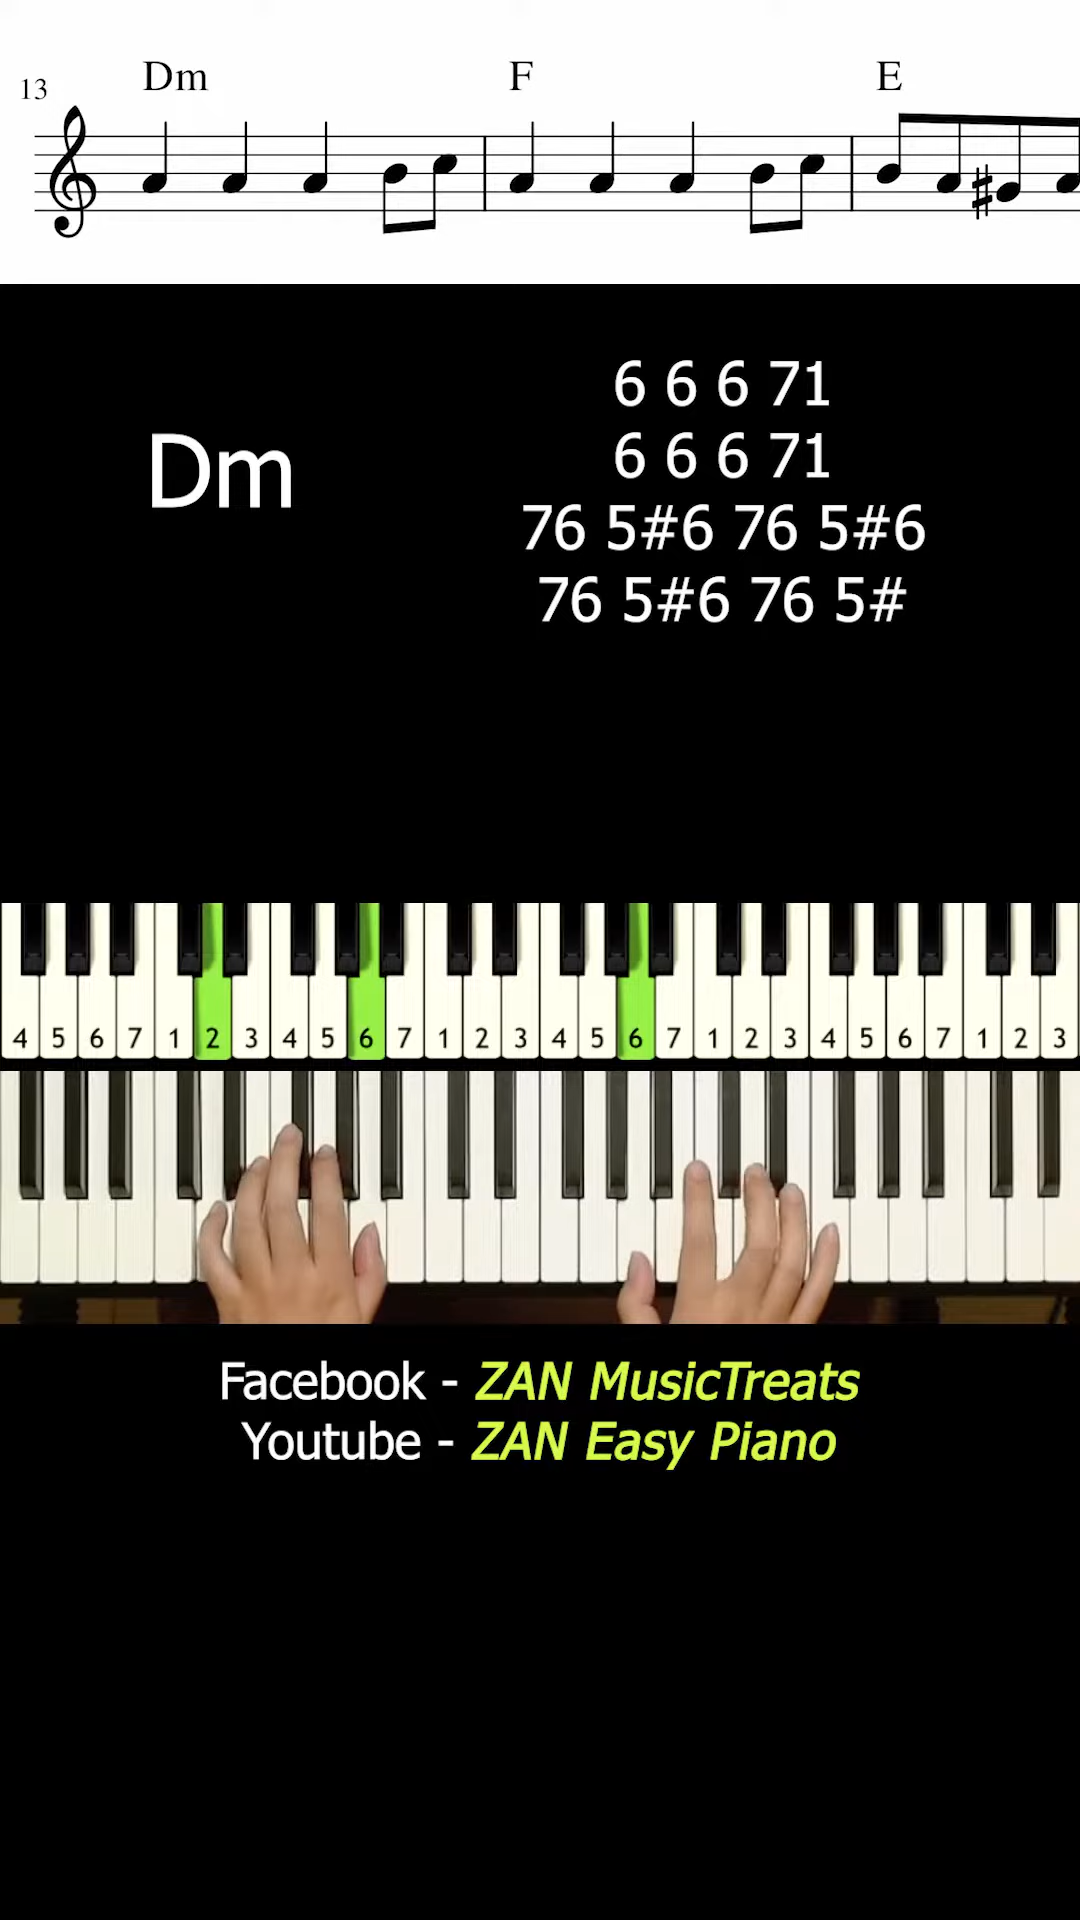 13 Dm F E
6 6 6 71
6 6 6 71
Dm
76 5#6 76 5#6
76 5#6 76 5#
4 5 6 7 1 2 3 4 5 6 7 1 2 3 4 5 6 7 1 2 3 4 5 6 7 1 2 3
Facebook - ZAN MusicTreats
Youtube - ZAN Easy Piano